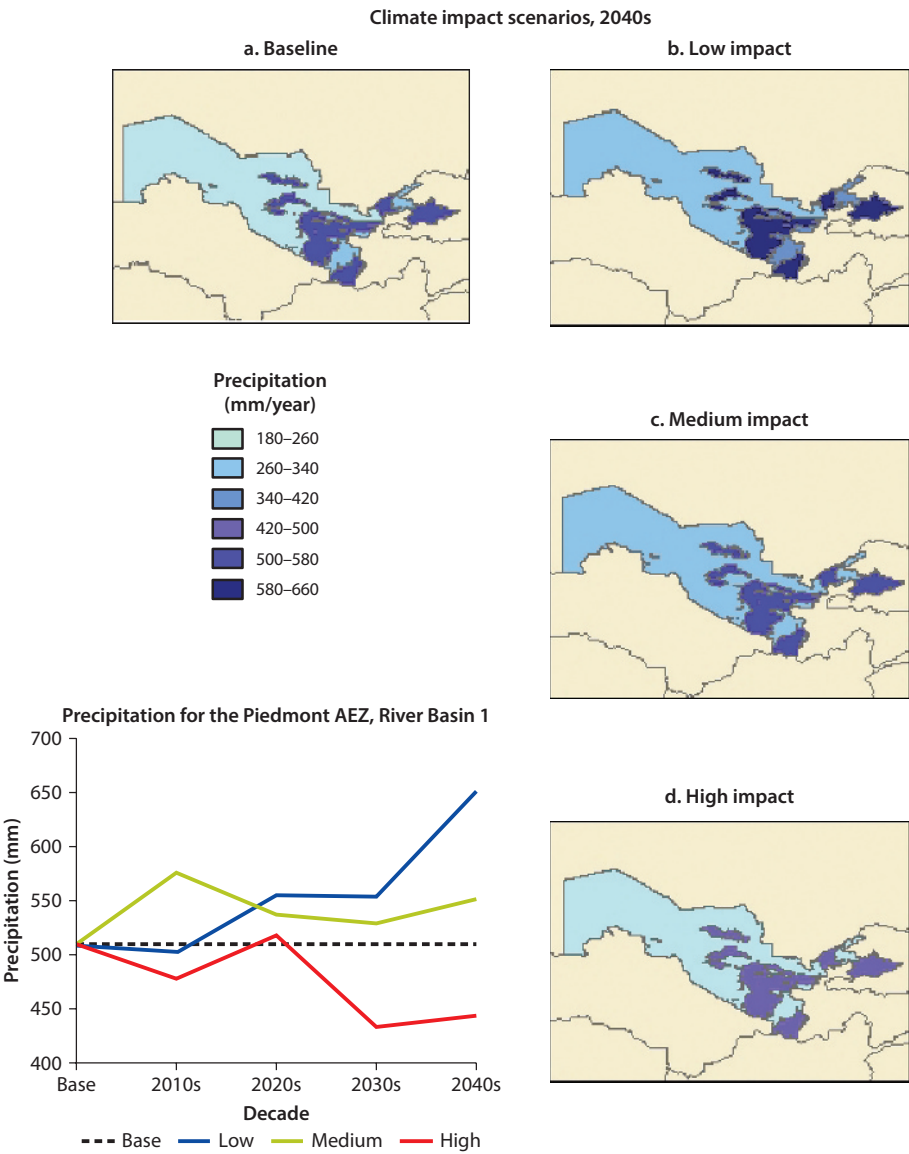 Climate impact scenarios, 2040s
a. Baseline
b. Low impact
Precipitation
(mm/year)
180–260
260–340
340–420
420–500
500–580
580–660
c. Medium impact
Precipitation for the Piedmont AEZ, River Basin 1
700
650
600
550
500
450
400
Precipitation (mm)
Base
2010s
2020s
2030s
2040s
Decade
Base
Low
Medium
High
d. High impact